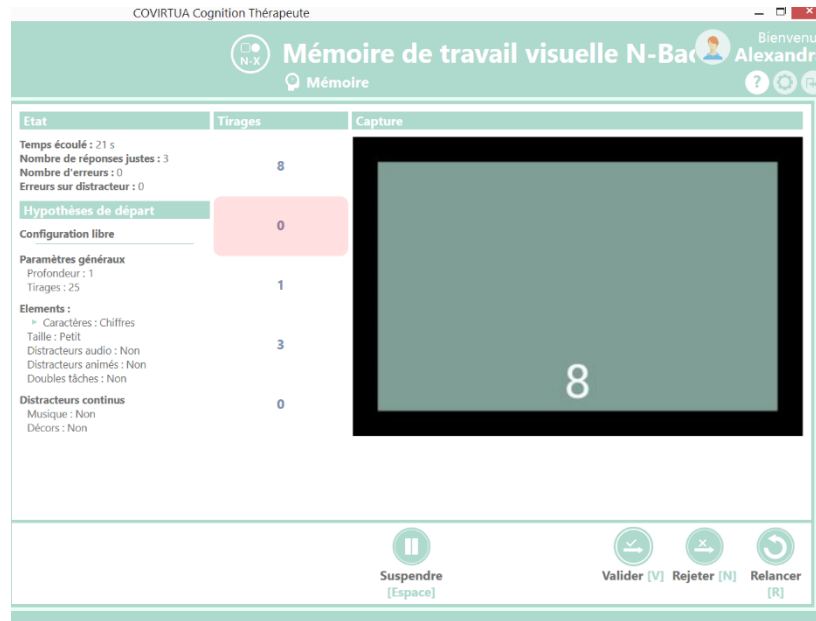 COVIRTUA Cognition Thérapeute
Bienvenu
Mémoire de travail visuelle N-Bac
Alexandr
N-X
Mémoire
?
Etat
Tirages
Capture
Temps écoulé : 21 s
Nombre de réponses justes : 3
Nombre d'erreurs : 0
Erreurs sur distracteur : 0
8
Hypothèses de départ
Configuration libre
0
Paramètres généraux
Profondeur : 1
Tirages : 25
1
Elements :
Caractères : Chiffres
Taille : Petit
Distracteurs audio : Non
Distracteurs animés : Non
Doubles tâches : Non
3
Distracteurs continus
Musique : Non
Décors : Non
0
8
Suspendre
[Espace]
Valider [V]
Rejeter [N]
Relancer
[R]